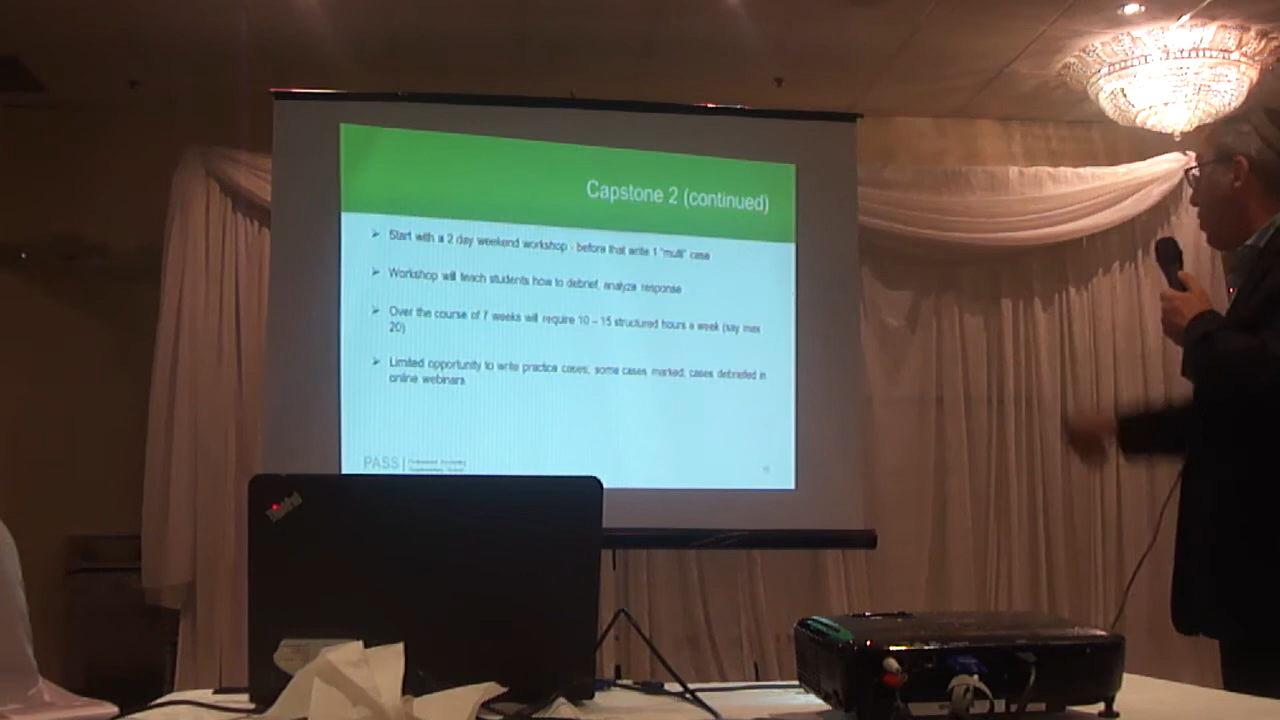 Capstone 2 (continued)
Start with a 2 day weekend workshop - before that write 1 "multi" case
Workshop will teach students how to debrief, analyze response
Over the course of 7 weeks will require 10 – 15 structured hours a week (say max
20)
Limited opportunity to write practice cases, some cases marked, cases debriefed in
online webinars
PASS
ThinkPad